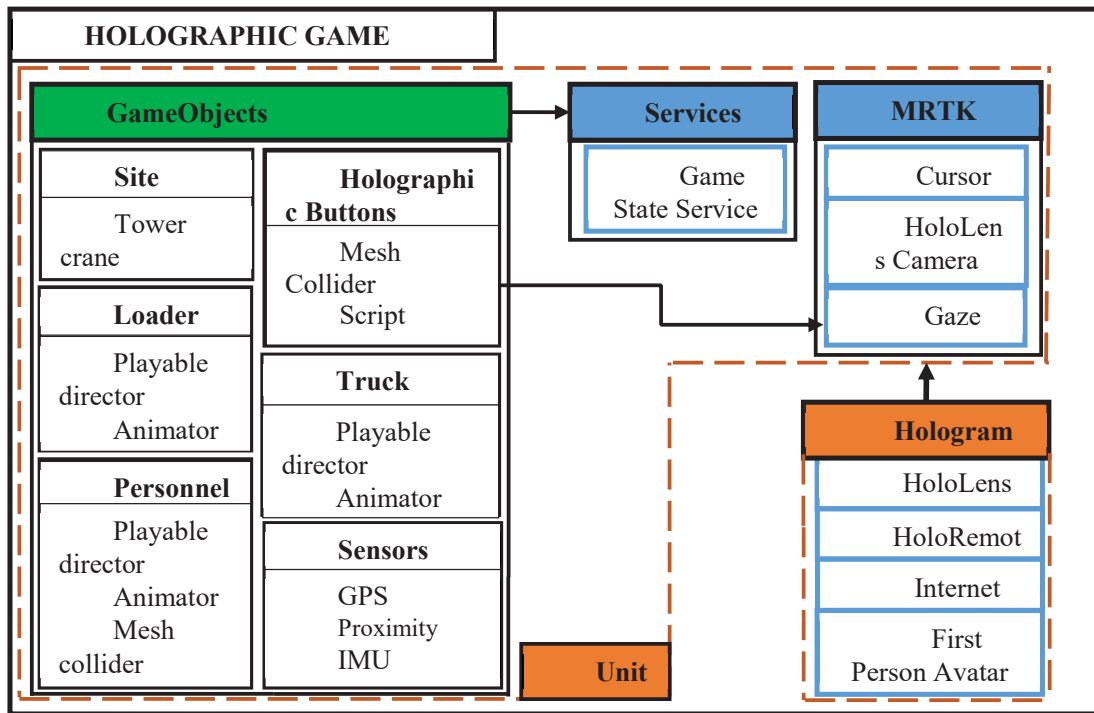 HOLOGRAPHIC GAME
GameObjects
Site
Tower
crane
Loader
Playable
director
Animator
Personnel
Playable
director
Animator
Mesh
collider
Holographi
c Buttons
Mesh
Collider
Script
Truck
Playable
director
Animator
Sensors
GPS
Proximity
IMU
Services
Game
State Service
MRTK
Cursor
HoloLen
s Camera
Gaze
Hologram
HoloLens
HoloRemot
Internet
First
Person Avatar
Unit